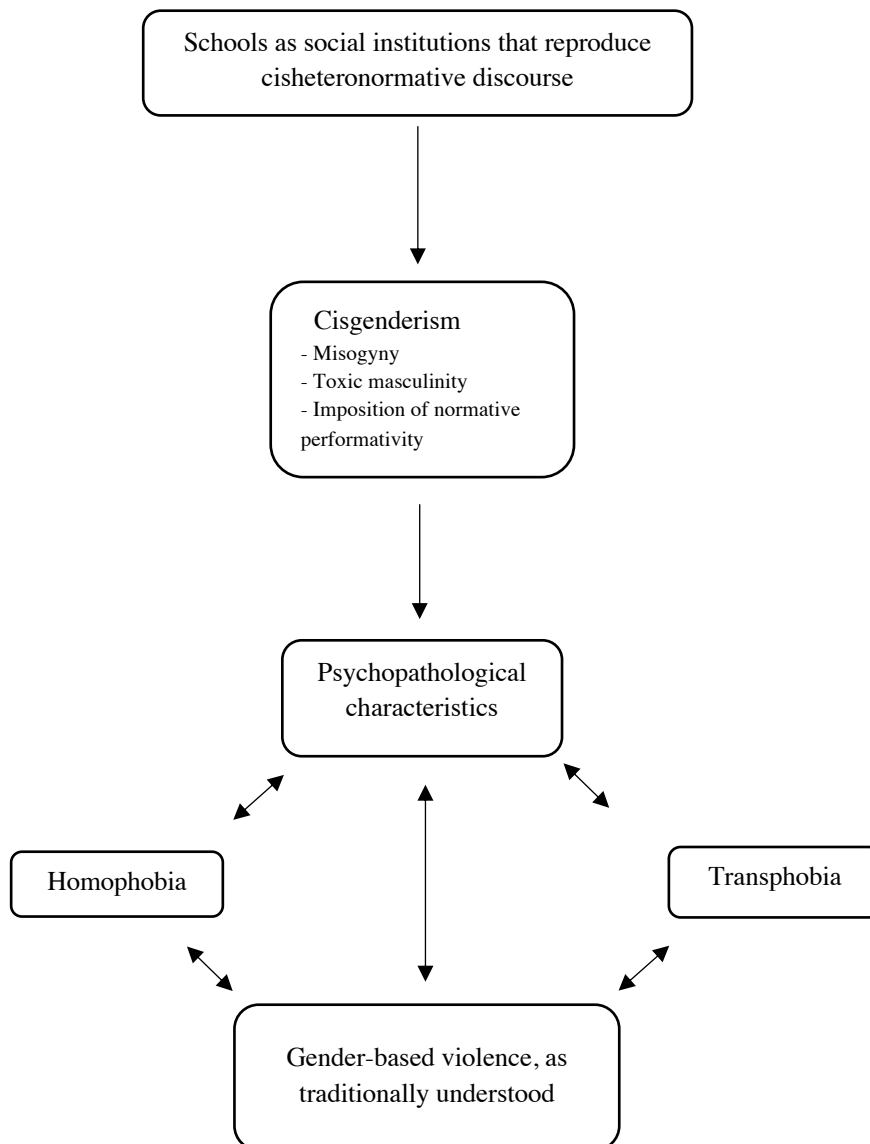 Schools as social institutions that reproduce
cisheteronormative discourse
Cisgenderism
- Misogyny
- Toxic masculinity
- Imposition of normative
performativity
Psychopathological
characteristics
Homophobia
Transphobia
Gender-based violence, as
traditionally understood